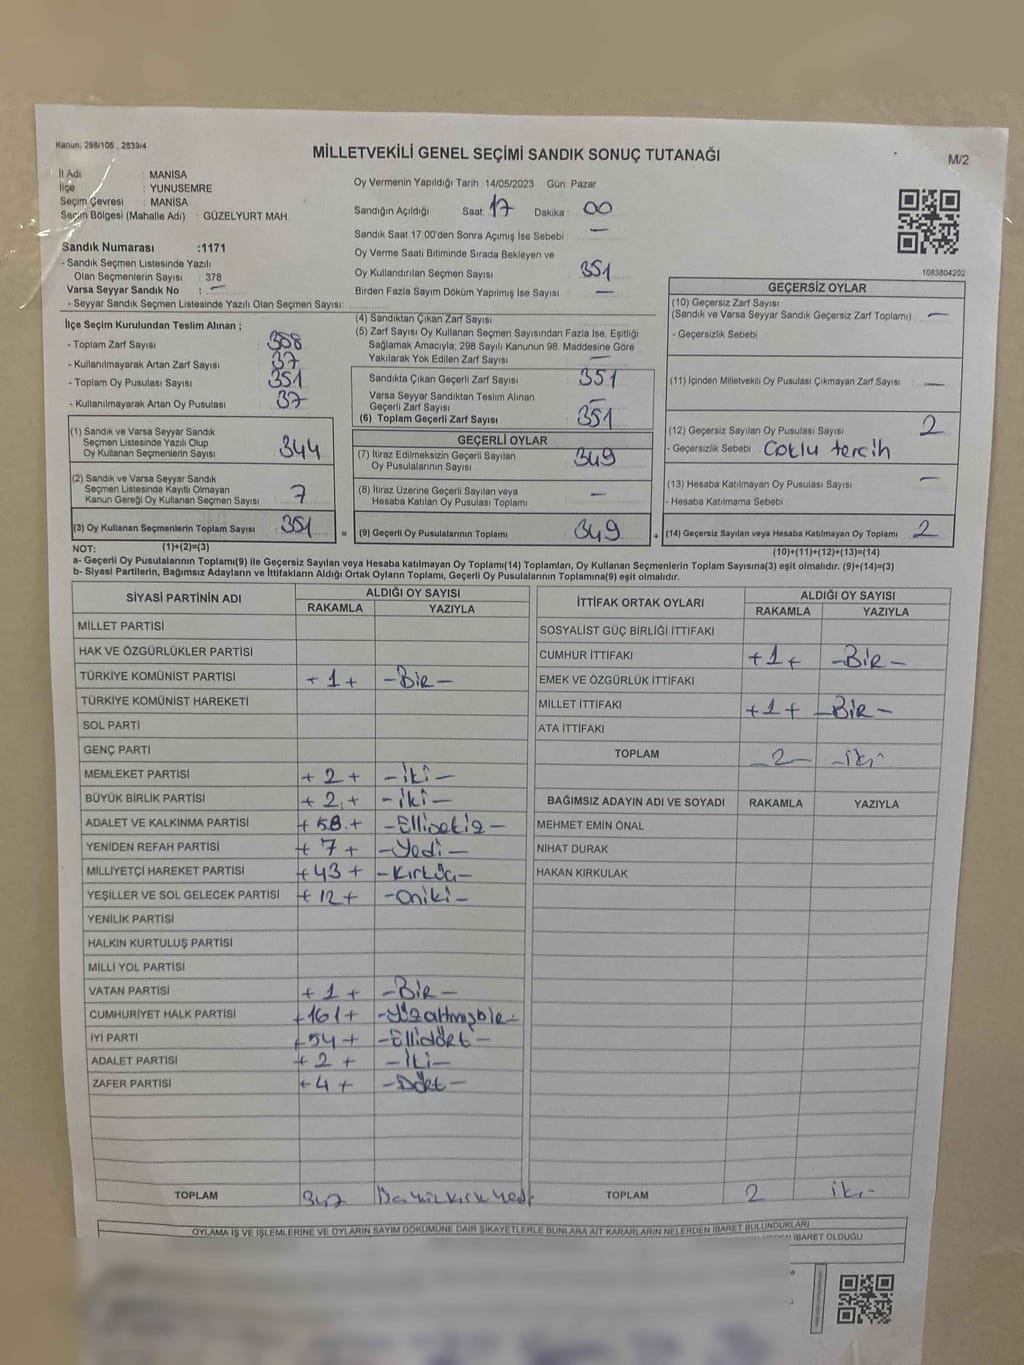 Kanun: 298/105 , 2839/4
MİLLETVEKİLİ GENEL SEÇİMİ SANDIK SONUÇ TUTANAĞI
M/2
İl Adı : MANİSA
İlçe : YUNUSEMRE
Seçim Çevresi : MANİSA
Seçim Bölgesi (Mahalle Adı) : GÜZELYURT MAH.
Oy Vermenin Yapıldığı Tarih :14/05/2023 Gün: Pazar
Sandığın Açıldığı Saat: 17 Dakika: 00
Sandık Saat 17:00'den Sonra Açımış İse Sebebi : —
Oy Verme Saati Bitiminde Sırada Bekleyen ve
Oy Kullandırılan Seçmen Sayısı 351
Birden Fazla Sayım Döküm Yapılmış İse Sayısı —
Sandık Numarası :1171
- Sandık Seçmen Listesinde Yazılı
Olan Seçmenlerin Sayısı : 378
Varsa Seyyar Sandık No : —
- Seyyar Sandık Seçmen Listesinde Yazılı Olan Seçmen Sayısı:
1083804202
İlçe Seçim Kurulundan Teslim Alınan ;
- Toplam Zarf Sayısı :
- Kullanılmayarak Artan Zarf Sayısı : 37
- Toplam Oy Pusulası Sayısı : 351
- Kullanılmayarak Artan Oy Pusulası : 37
(1) Sandık ve Varsa Seyyar Sandık
Seçmen Listesinde Yazılı Olup
Oy Kullanan Seçmenlerin Sayısı : 344
(2) Sandık ve Varsa Seyyar Sandık
Seçmen Listesinde Kayıtlı Olmayan
Kanun Gereği Oy Kullanan Seçmen Sayısı : 7
(3) Oy Kullanan Seçmenlerin Toplam Sayısı : 351
(1)+(2)=(3)
(4) Sandıktan Çıkan Zarf Sayısı
(5) Zarf Sayısı Oy Kullanan Seçmen Sayısından Fazla İse, Eşitliği
Sağlamak Amacıyla, 298 Sayılı Kanunun 98. Maddesine Göre
Yakılarak Yok Edilen Zarf Sayısı : —
Sandıkta Çıkan Geçerli Zarf Sayısı : 351
Varsa Seyyar Sandıktan Teslim Alınan
Geçerli Zarf Sayısı : —
(6) Toplam Geçerli Zarf Sayısı : 351
GEÇERLİ OYLAR
(7) İtiraz Edilmeksizin Geçerli Sayılan
Oy Pusulalarının Sayısı : 349
(8) İtiraz Üzerine Geçerli Sayılan veya
Hesaba Katılan Oy Pusulaları Toplamı : —
= (9) Geçerli Oy Pusulalarının Toplamı : 349 +
GEÇERSİZ OYLAR
(10) Geçersiz Zarf Sayısı
(Sandık ve Varsa Seyyar Sandık Geçersiz Zarf Toplamı) : —
- Geçersizlik Sebebi :
(11) İçinden Milletvekili Oy Pusulası Çıkmayan Zarf Sayısı : —
(12) Geçersiz Sayılan Oy Pusulası Sayısı : 2
- Geçersizlik Sebebi : Çoklu tercih
(13) Hesaba Katılmayan Oy Pusulası Sayısı : —
- Hesaba Katılmama Sebebi :
(14) Geçersiz Sayılan veya Hesaba Katılmayan Oy Toplamı : 2
(10)+(11)+(12)+(13)=(14)
NOT:
a- Geçerli Oy Pusulalarının Toplamı(9) ile Geçersiz Sayılan veya Hesaba katılmayan Oy Toplamı(14) Toplamları, Oy Kullanan Seçmenlerin Toplam Sayısına(3) eşit olmalıdır. (9)+(14)=(3)
b- Siyasi Partilerin, Bağımsız Adayların ve İttifakların Aldığı Ortak Oyların Toplamı, Geçerli Oy Pusulalarının Toplamına(9) eşit olmalıdır.
SİYASİ PARTİNİN ADI ALDIĞI OY SAYISI
RAKAMLA YAZIYLA
MİLLET PARTİSİ
HAK VE ÖZGÜRLÜKLER PARTİSİ
TÜRKİYE KOMÜNİST PARTİSİ +1+ -Bir-
TÜRKİYE KOMÜNİST HAREKETİ
SOL PARTİ
GENÇ PARTİ
MEMLEKET PARTİSİ +2+ -iki-
BÜYÜK BİRLİK PARTİSİ +2+ -iki-
ADALET VE KALKINMA PARTİSİ +58+ -Ellisekiz-
YENİDEN REFAH PARTİSİ +7+ -Yedi-
MİLLİYETÇİ HAREKET PARTİSİ +43+ -Kırküç-
YEŞİLLER VE SOL GELECEK PARTİSİ +12+ -Oniki-
YENİLİK PARTİSİ
HALKIN KURTULUŞ PARTİSİ
MİLLİ YOL PARTİSİ
VATAN PARTİSİ +1+ -Bir-
CUMHURİYET HALK PARTİSİ +161+ -Yüzaltmışbir-
İYİ PARTİ +54+ -Ellidört-
ADALET PARTİSİ +2+ -İki-
ZAFER PARTİSİ +4+ -Dört-
TOPLAM 347
İTTİFAK ORTAK OYLARI ALDIĞI OY SAYISI
RAKAMLA YAZIYLA
SOSYALİST GÜÇ BİRLİĞİ İTTİFAKI
CUMHUR İTTİFAKI +1+ -Bir-
EMEK VE ÖZGÜRLÜK İTTİFAKI
MİLLET İTTİFAKI +1+ -Bir-
ATA İTTİFAKI
TOPLAM -2- -iki
BAĞIMSIZ ADAYIN ADI VE SOYADI RAKAMLA YAZIYLA
MEHMET EMİN ÖNAL
NİHAT DURAK
HAKAN KIRKULAK
TOPLAM 2 iki-
OYLAMA İŞ VE İŞLEMLERİNE VE OYLARIN SAYIM DÖKÜMÜNE DAİR ŞİKAYETLERLE BUNLARA AİT KARARLARIN NELERDEN İBARET BULUNDUKLARI
İBARET OLDUĞU